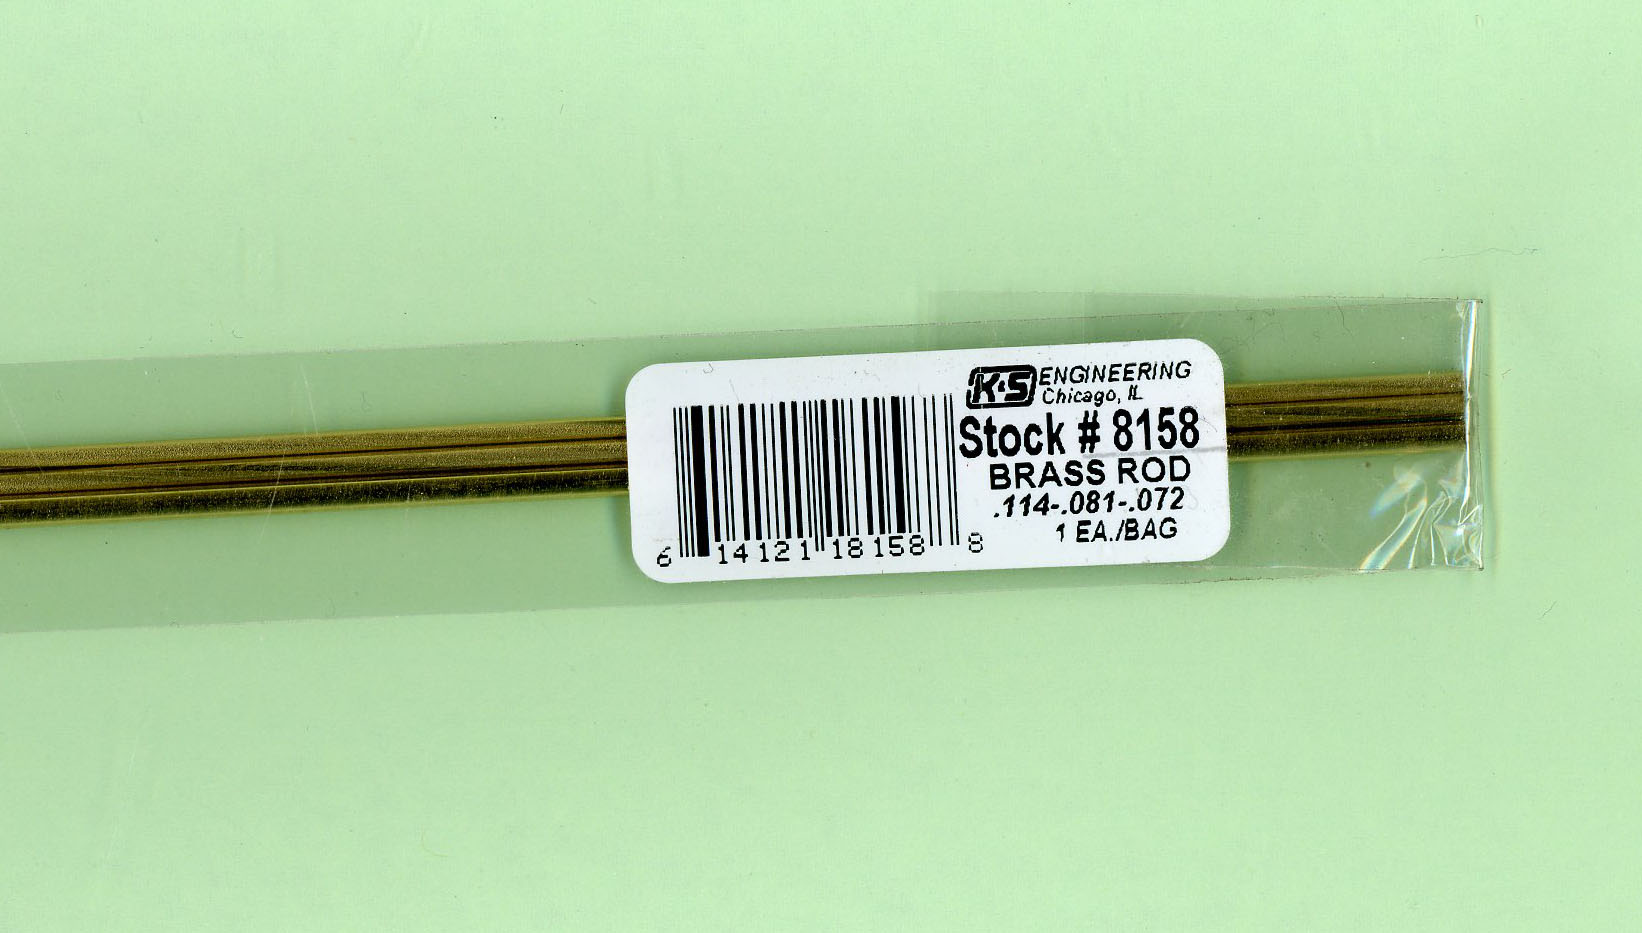 K&S ENGINEERING
Chicago, IL
Stock # 8158
BRASS ROD
.114-.081-.072
1 EA./BAG
6 14121 18158 8